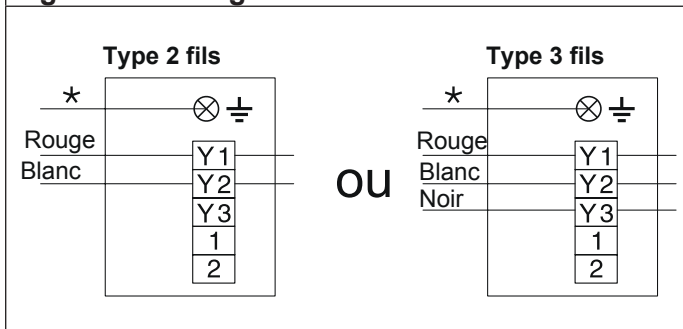 Type 2 fils
*
Rouge
Blanc
Y1
Y2
Y3
1
2
ou
Type 3 fils
*
Rouge
Blanc
Noir
Y1
Y2
Y3
1
2